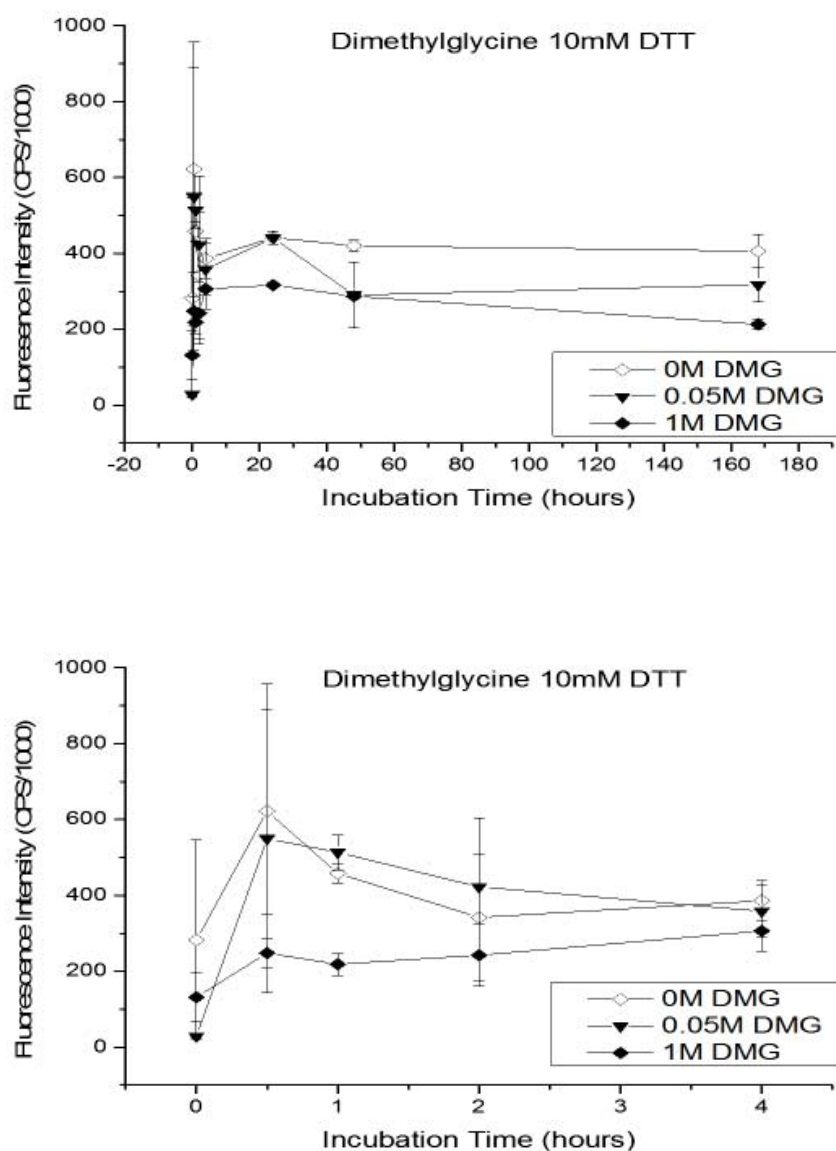 Dimethylglycine 10mM DTT
Fluoresence Intensity (CPS/1000)
1000
800
600
400
200
0
0M DMG
0.05M DMG
1M DMG
-20 0 20 40 60 80 100 120 140 160 180
Incubation Time (hours)
Dimethylglycine 10mM DTT
Fluorescence Intensity (CPS/1000)
1000
800
600
400
200
0
0M DMG
0.05M DMG
1M DMG
0 1 2 3 4
Incubation Time (hours)